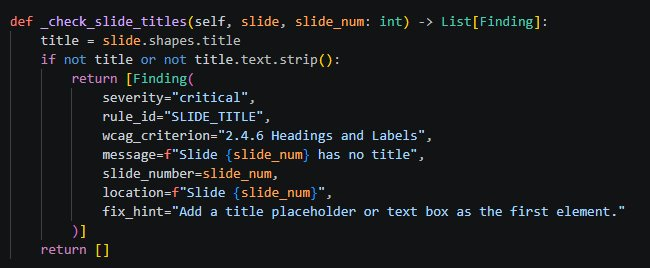 def _check_slide_titles(self, slide, slide_num: int) -> List[Finding]:
    title = slide.shapes.title
    if not title or not title.text.strip():
        return [Finding(
            severity="critical",
            rule_id="SLIDE_TITLE",
            wcag_criterion="2.4.6 Headings and Labels",
            message=f"Slide {slide_num} has no title",
            slide_number=slide_num,
            location=f"Slide {slide_num}",
            fix_hint="Add a title placeholder or text box as the first element."
        )]
    return []